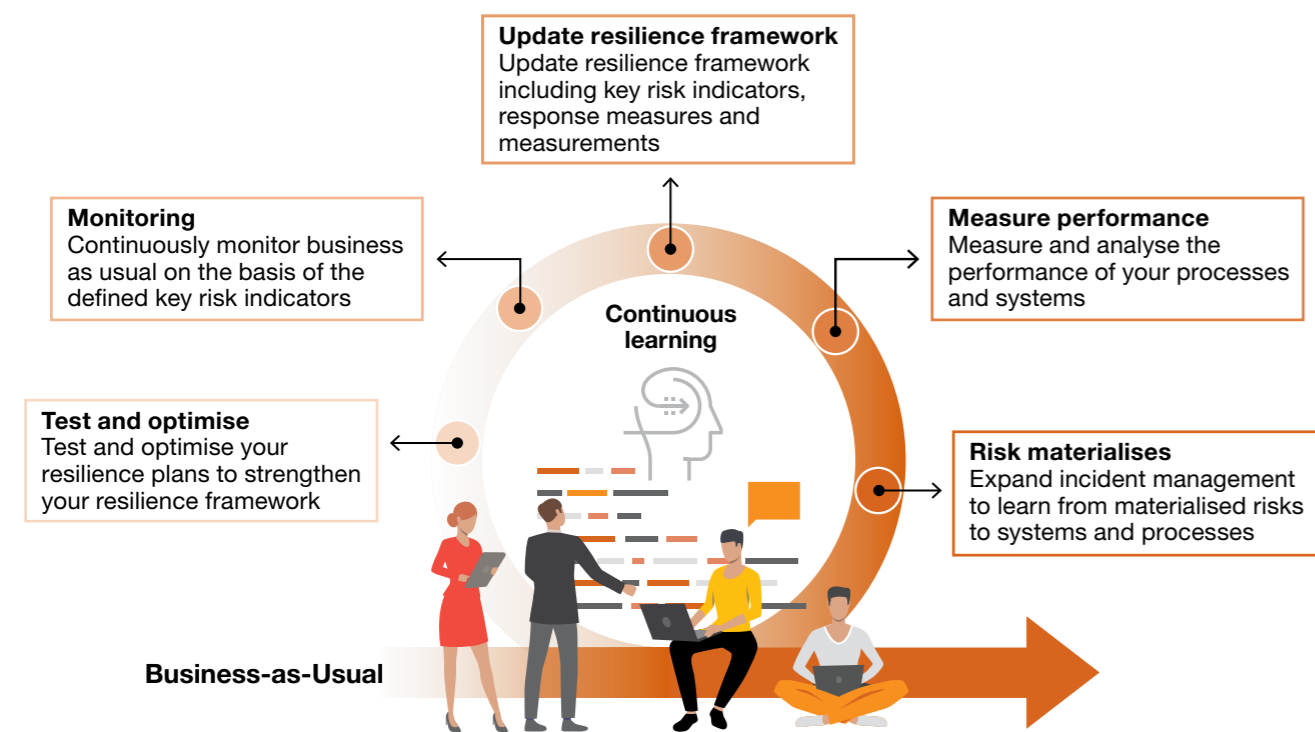 Update resilience framework
Update resilience framework
including key risk indicators,
response measures and
measurements
Monitoring
Continuously monitor business
as usual on the basis of the
defined key risk indicators
Measure performance
Measure and analyse the
performance of your processes
and systems
Continuous
learning
Test and optimise
Test and optimise your
resilience plans to strengthen
your resilience framework
Risk materialises
Expand incident management
to learn from materialised risks
to systems and processes
Business-as-Usual